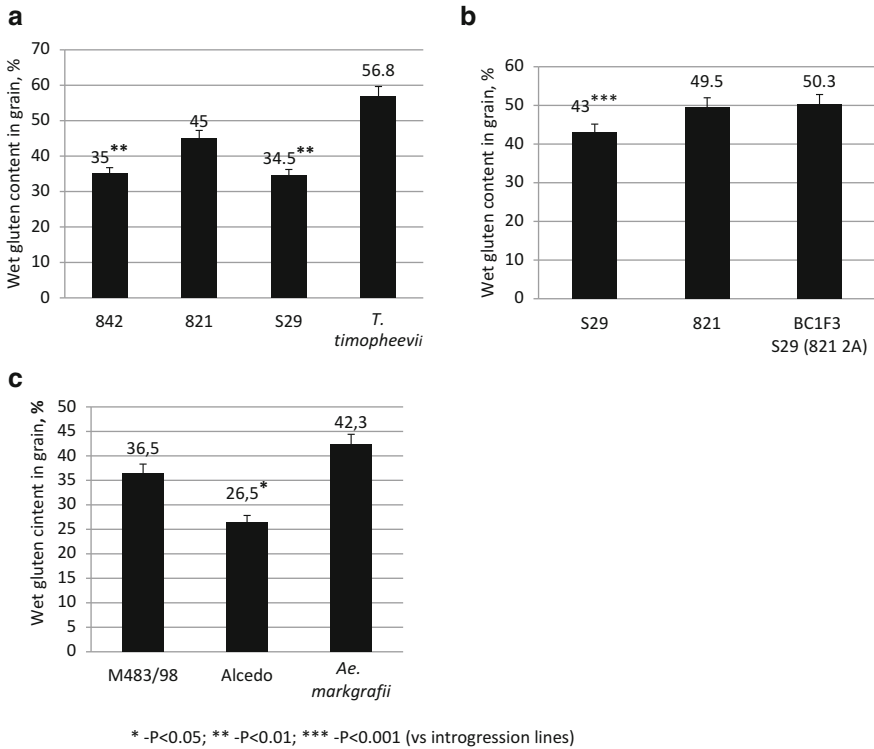 a
Wet gluten content in grain, %
70
60
50
40
30
20
10
0
35**
45
34.5**
56.8
842
821
S29
T.
timopheevii
b
Wet gluten content in grain, %
60
50
40
30
20
10
0
43***
49.5
50.3
S29
821
BC1F3
S29 (821 2A)
c
Wet gluten cintent in grain, %
50
45
40
35
30
25
20
15
10
5
0
36,5
26,5*
42,3
M483/98
Alcedo
Ae.
markgrafii
* -P<0.05; ** -P<0.01; *** -P<0.001 (vs introgression lines)